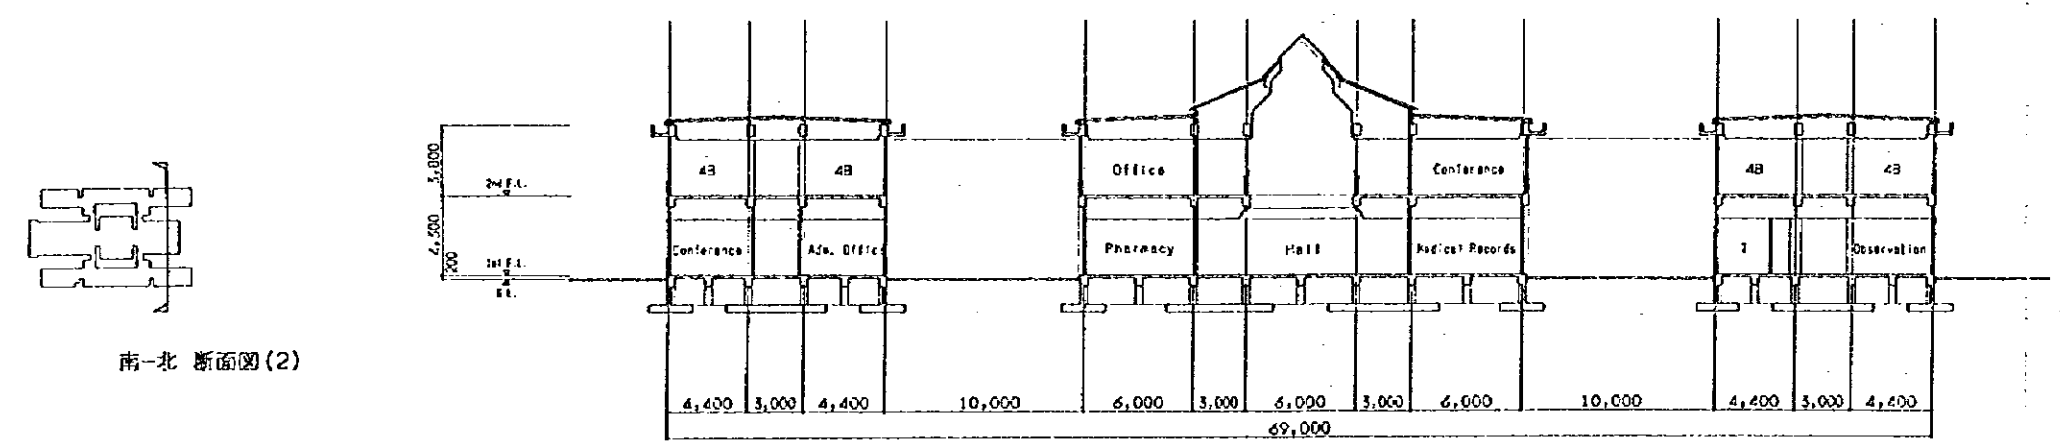 南-北 断面図(2)
3,800
4,500
200
2nd F.L.
1st F.L.
G.L.
4B 4B Office Conference 4B 4B
Conference Adm. Office Pharmacy Hall Medical Records Observation
4,400 3,000 4,400 10,000 6,000 3,000 6,000 3,000 6,000 10,000 4,400 3,000 4,400
69,000